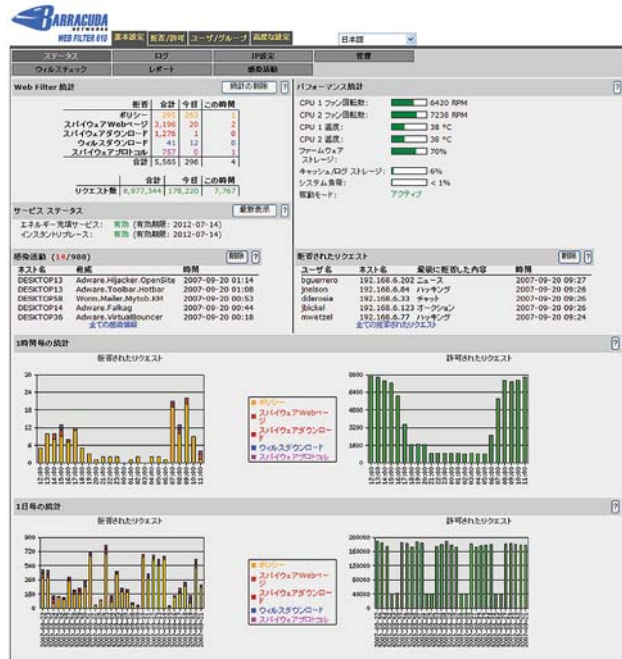 BARRACUDA
NETWORKS
WEB FILTER 610
基本設定 拒否/許可 ユーザ/グループ 高度な設定 日本語
ステータス ログ IP設定 管理
ウィルスチェック レポート 感染活動
Web Filter 統計 統計の削除 ?
拒否 合計 今日 この時間
ポリシー 295 263 1
スパイウェアWebページ 3,196 20 2
スパイウェアダウンロード 1,276 1 0
ウィルスダウンロード 41 12 0
スパイウェアプロトコル 757 0 1
合計 5,565 296 4
合計 今日 この時間
リクエスト数 8,977,344 178,220 7,767
パフォーマンス統計 ?
CPU 1 ファン回転数: 6420 RPM
CPU 2 ファン回転数: 7238 RPM
CPU 1 温度: 38 °C
CPU 2 温度: 38 °C
ファームウェア
ストレージ: 70%
キャッシュ/ログ ストレージ: 6%
システム負荷: < 1%
稼動モード: アクティブ
サービス ステータス 最新表示 ?
エネルギー充填サービス: 有効 (有効期限: 2012-07-14)
インスタントリプレース: 有効 (有効期限: 2012-07-14)
感染活動 (14/988) 削除 ?
ホスト名 脅威 時間
DESKTOP13 Adware.Hijacker.OpenSite 2007-09-20 01:14
DESKTOP13 Adware.Toolbar.Hotbar 2007-09-20 01:08
DESKTOP58 Worm.Mailer.Mytob.KM 2007-09-20 00:53
DESKTOP14 Adware.Falkag 2007-09-20 00:44
DESKTOP36 Adware.VirtualBouncer 2007-09-20 00:18
全ての感染情報
拒否されたリクエスト 削除 ?
ユーザ名 ホスト名 最後に拒否した内容 時間
bguerrero 192.168.6.202 ニュース 2007-09-20 09:27
jnelson 192.168.6.84 ハッキング 2007-09-20 09:26
dderosia 192.168.6.33 チャット 2007-09-20 09:26
jbickel 192.168.6.123 オークション 2007-09-20 09:26
mwetzel 192.168.6.77 ハッキング 2007-09-20 09:24
全ての拒否されたリクエスト
1時間毎の統計 ?
拒否されたリクエスト
ポリシー
スパイウェアWebページ
スパイウェアダウンロード
ウィルスダウンロード
スパイウェアプロトコル
許可されたリクエスト
1日毎の統計 ?
拒否されたリクエスト
900
720
540
360
180
0
ポリシー
スパイウェアWebページ
スパイウェアダウンロード
ウィルスダウンロード
スパイウェアプロトコル
許可されたリクエスト
200000
160000
120000
80000
40000
0